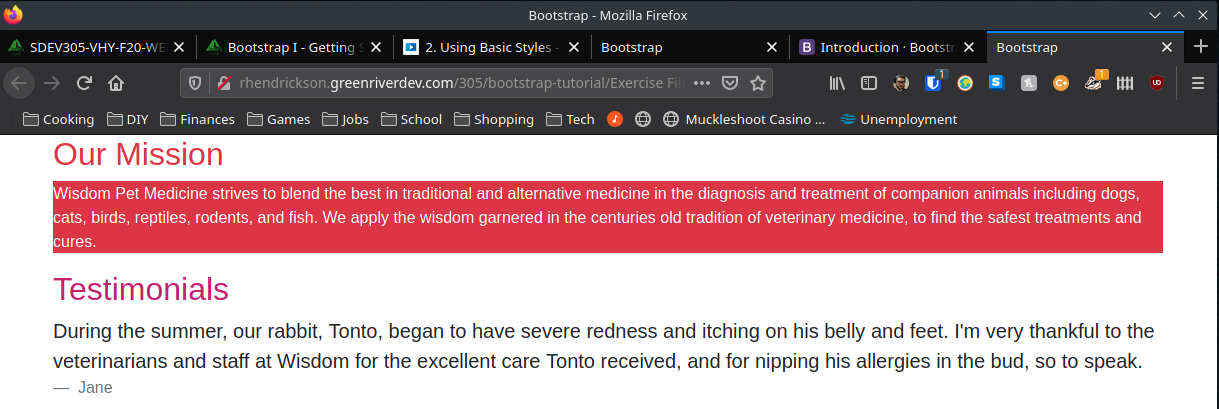 Bootstrap - Mozilla Firefox
SDEV305-VHY-F20-WE
Bootstrap I - Getting S
2. Using Basic Styles -
Bootstrap
B Introduction · Bootstr
Bootstrap
rhendrickson.greenriverdev.com/305/bootstrap-tutorial/Exercise File
1
S
C+
1
Cooking
DIY
Finances
Games
Jobs
School
Shopping
Tech
Muckleshoot Casino ...
Unemployment
Our Mission
Wisdom Pet Medicine strives to blend the best in traditional and alternative medicine in the diagnosis and treatment of companion animals including dogs,
cats, birds, reptiles, rodents, and fish. We apply the wisdom garnered in the centuries old tradition of veterinary medicine, to find the safest treatments and
cures.
Testimonials
During the summer, our rabbit, Tonto, began to have severe redness and itching on his belly and feet. I'm very thankful to the
veterinarians and staff at Wisdom for the excellent care Tonto received, and for nipping his allergies in the bud, so to speak.
— Jane